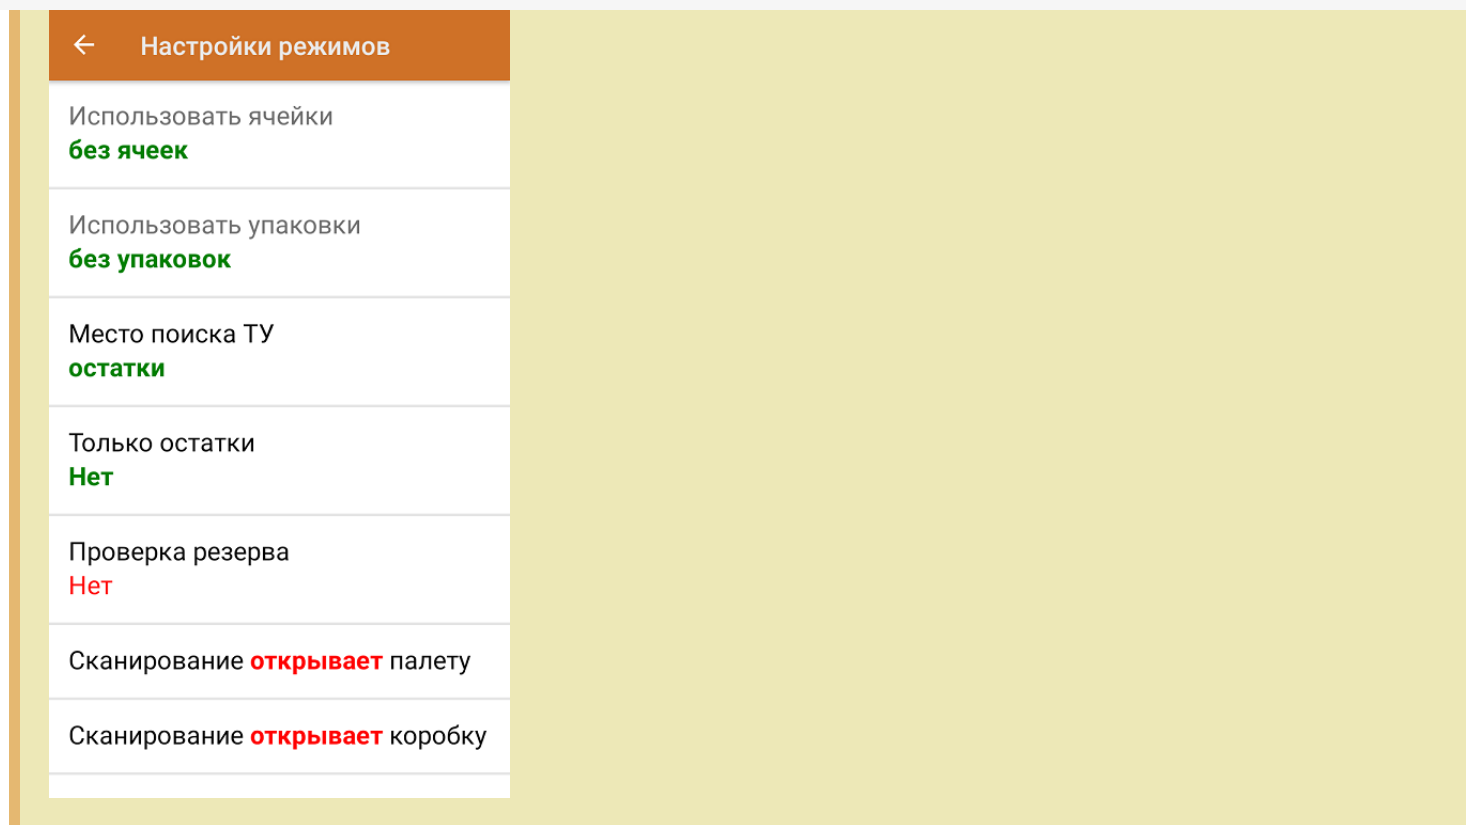 Настройки режимов
Использовать ячейки
без ячеек
Использовать упаковки
без упаковок
Место поиска ТУ
остатки
Только остатки
Нет
Проверка резерва
Нет
Сканирование открывает палету
Сканирование открывает коробку